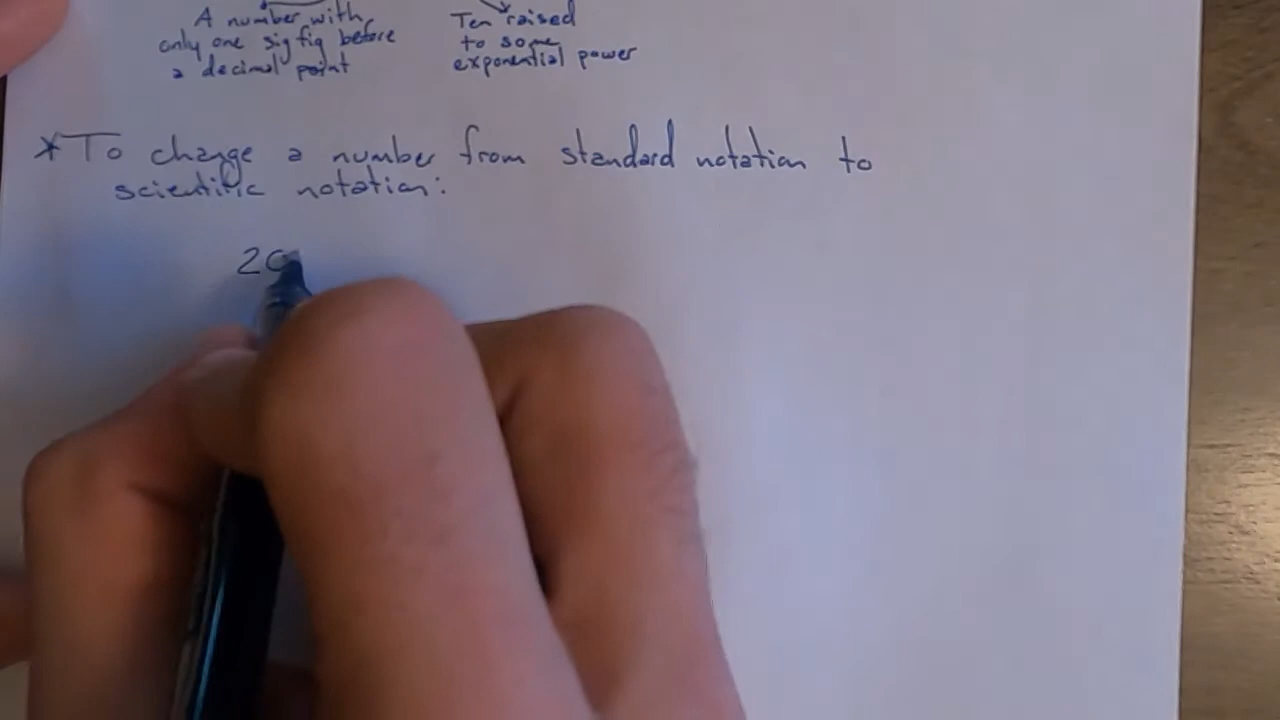 A number with
only one sig fig before
a decimal point
Ten raised
to some
exponential power
*To change a number from standard notation to
scientific notation:
2